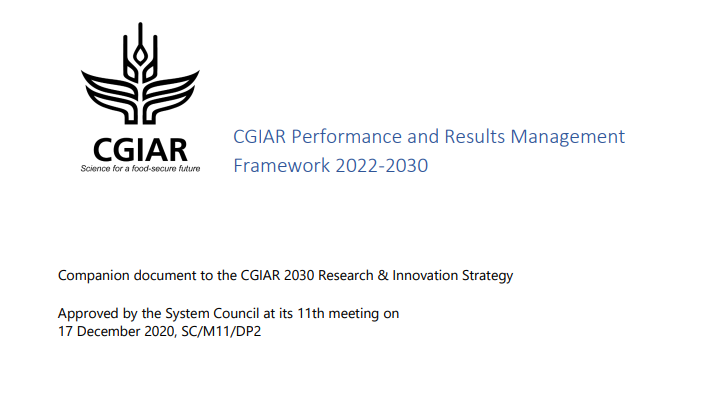 CGIAR
Science for a food-secure future
CGIAR Performance and Results Management
Framework 2022-2030
Companion document to the CGIAR 2030 Research & Innovation Strategy
Approved by the System Council at its 11th meeting on
17 December 2020, SC/M11/DP2